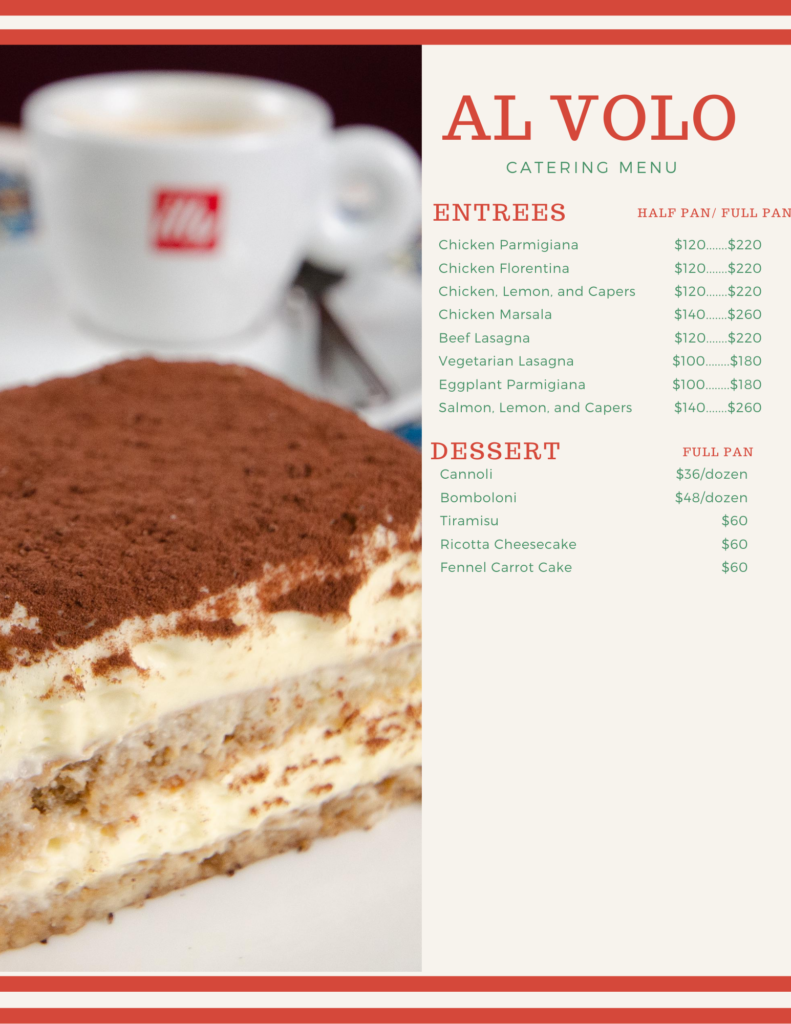 illy
AL VOLO
CATERING MENU
ENTREES HALF PAN/ FULL PAN
Chicken Parmigiana $120.......$220
Chicken Florentina $120.......$220
Chicken, Lemon, and Capers $120.......$220
Chicken Marsala $140.......$260
Beef Lasagna $120.......$220
Vegetarian Lasagna $100........$180
Eggplant Parmigiana $100........$180
Salmon, Lemon, and Capers $140.......$260
DESSERT FULL PAN
Cannoli $36/dozen
Bomboloni $48/dozen
Tiramisu $60
Ricotta Cheesecake $60
Fennel Carrot Cake $60